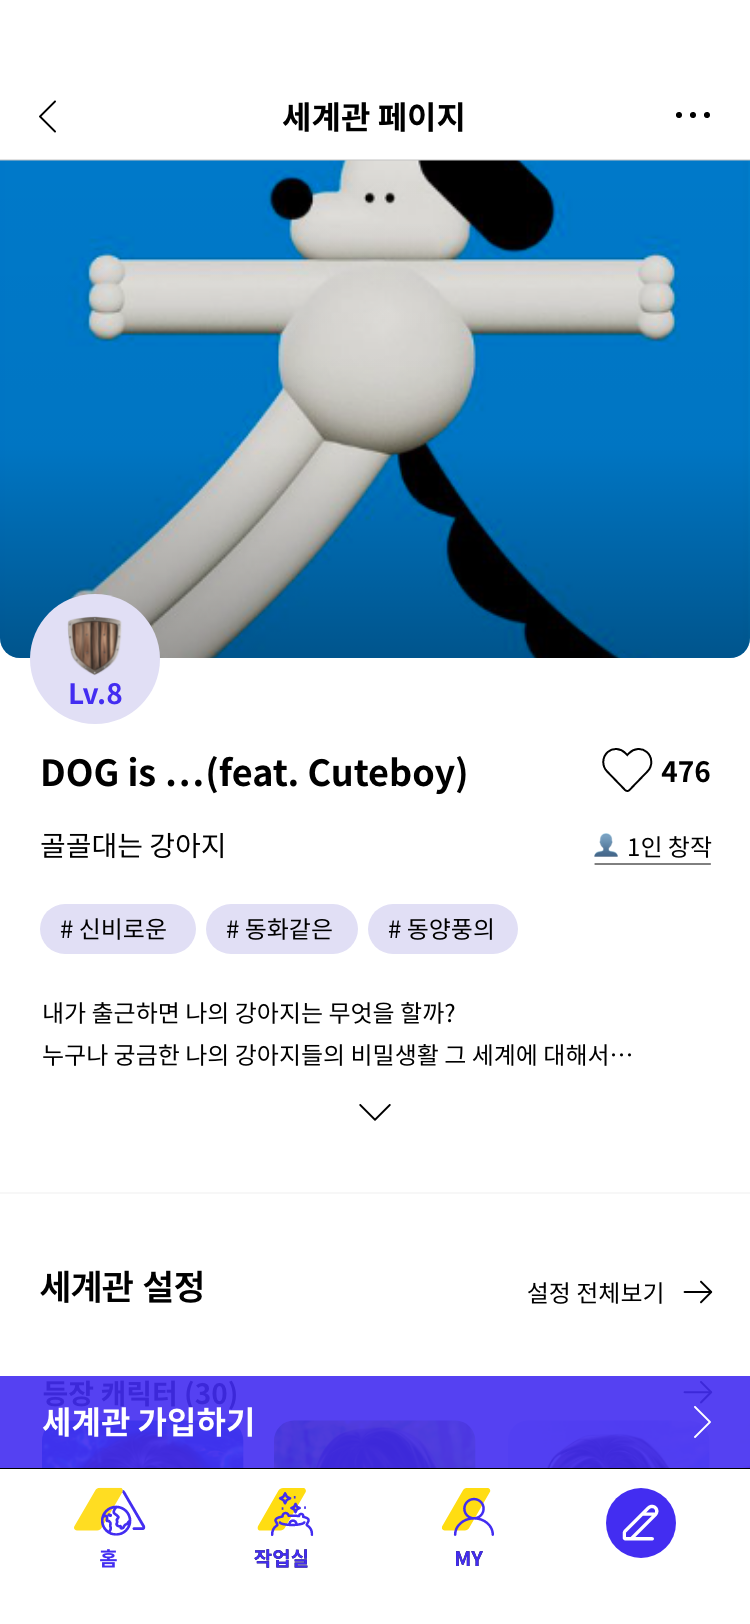 세계관 페이지
Lv.8
DOG is ...(feat. Cuteboy)
476
골골대는 강아지
1인 창작
# 신비로운
# 동화같은
# 동양풍의
내가 출근하면 나의 강아지는 무엇을 할까?
누구나 궁금한 나의 강아지들의 비밀생활 그 세계에 대해서…
세계관 설정
설정 전체보기
등장 캐릭터 (30)
세계관 가입하기
홈
작업실
MY